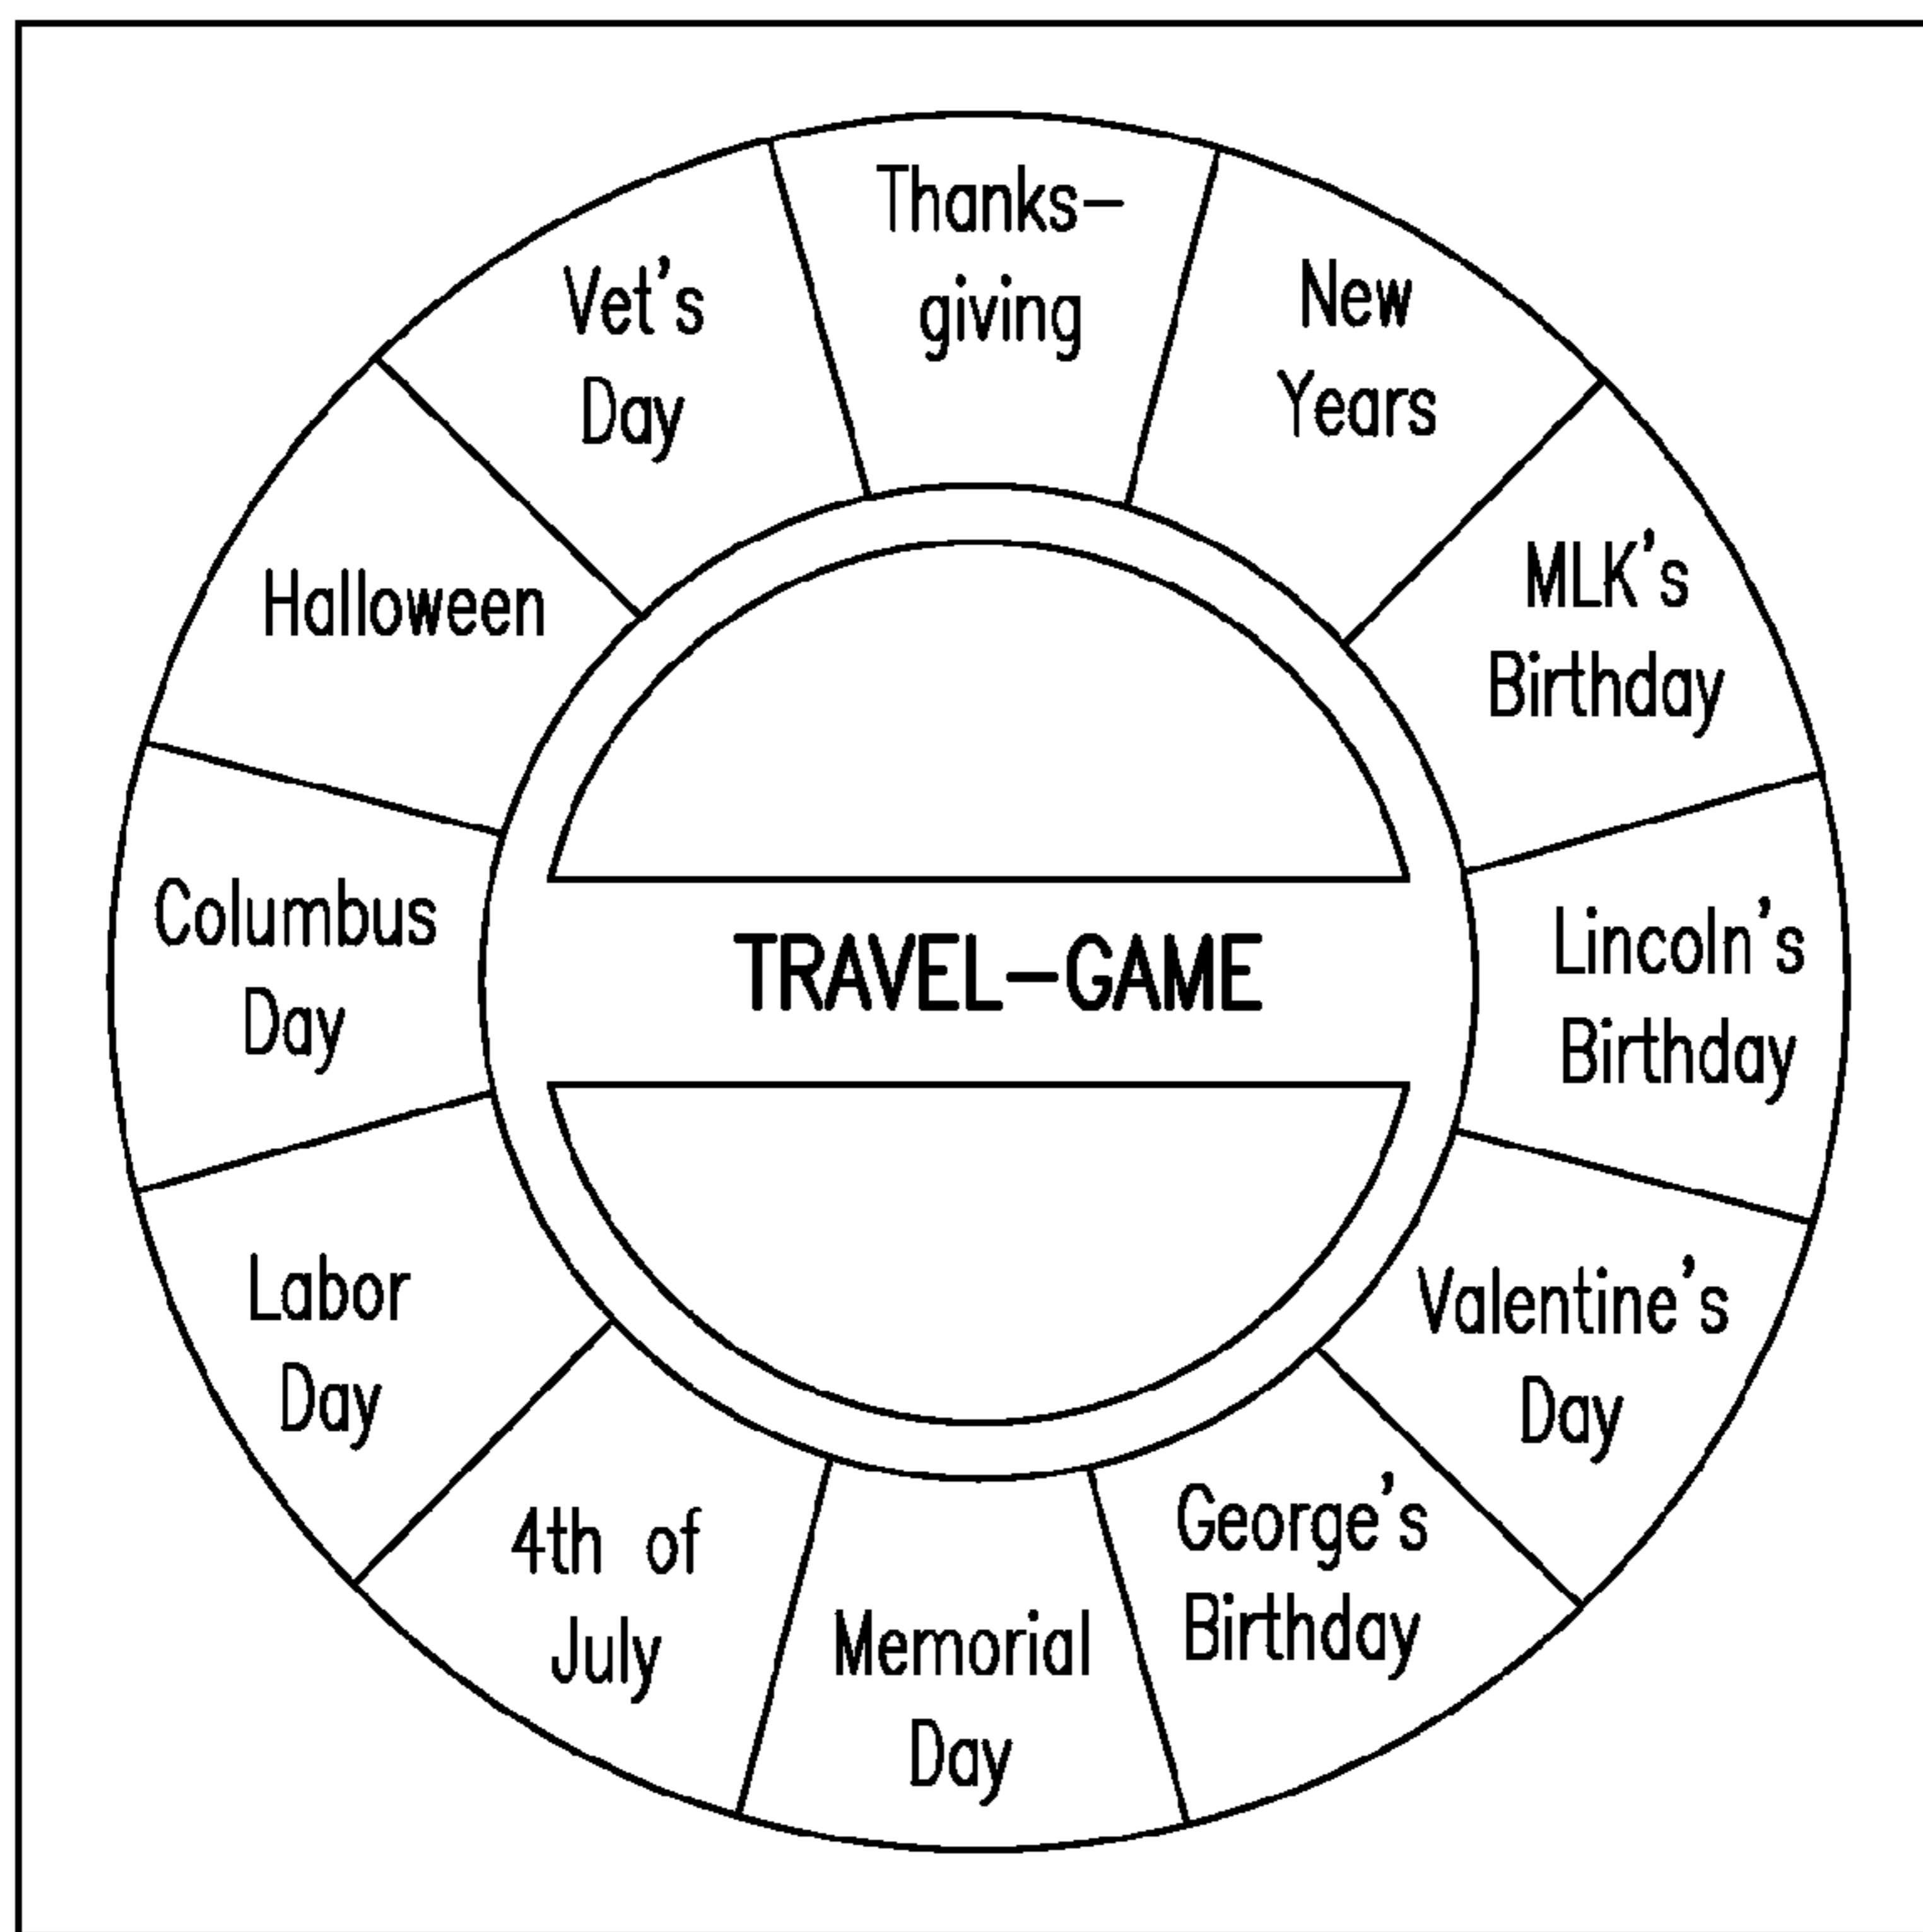 Thanks-
giving
New
Years
MLK's
Birthday
Lincoln's
Birthday
Valentine's
Day
George's
Birthday
Memorial
Day
4th of
July
Labor
Day
Columbus
Day
Halloween
Vet's
Day
TRAVEL-GAME